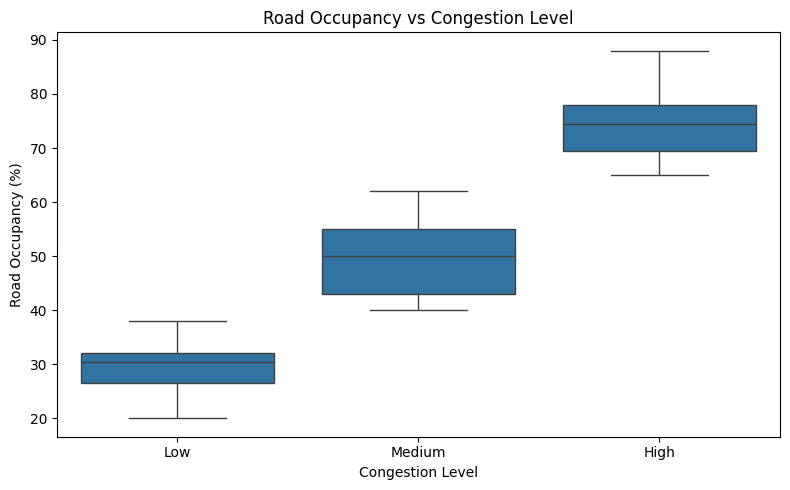 Road Occupancy vs Congestion Level
90
80
70
60
50
40
30
20
Road Occupancy (%)
Low
Medium
High
Congestion Level